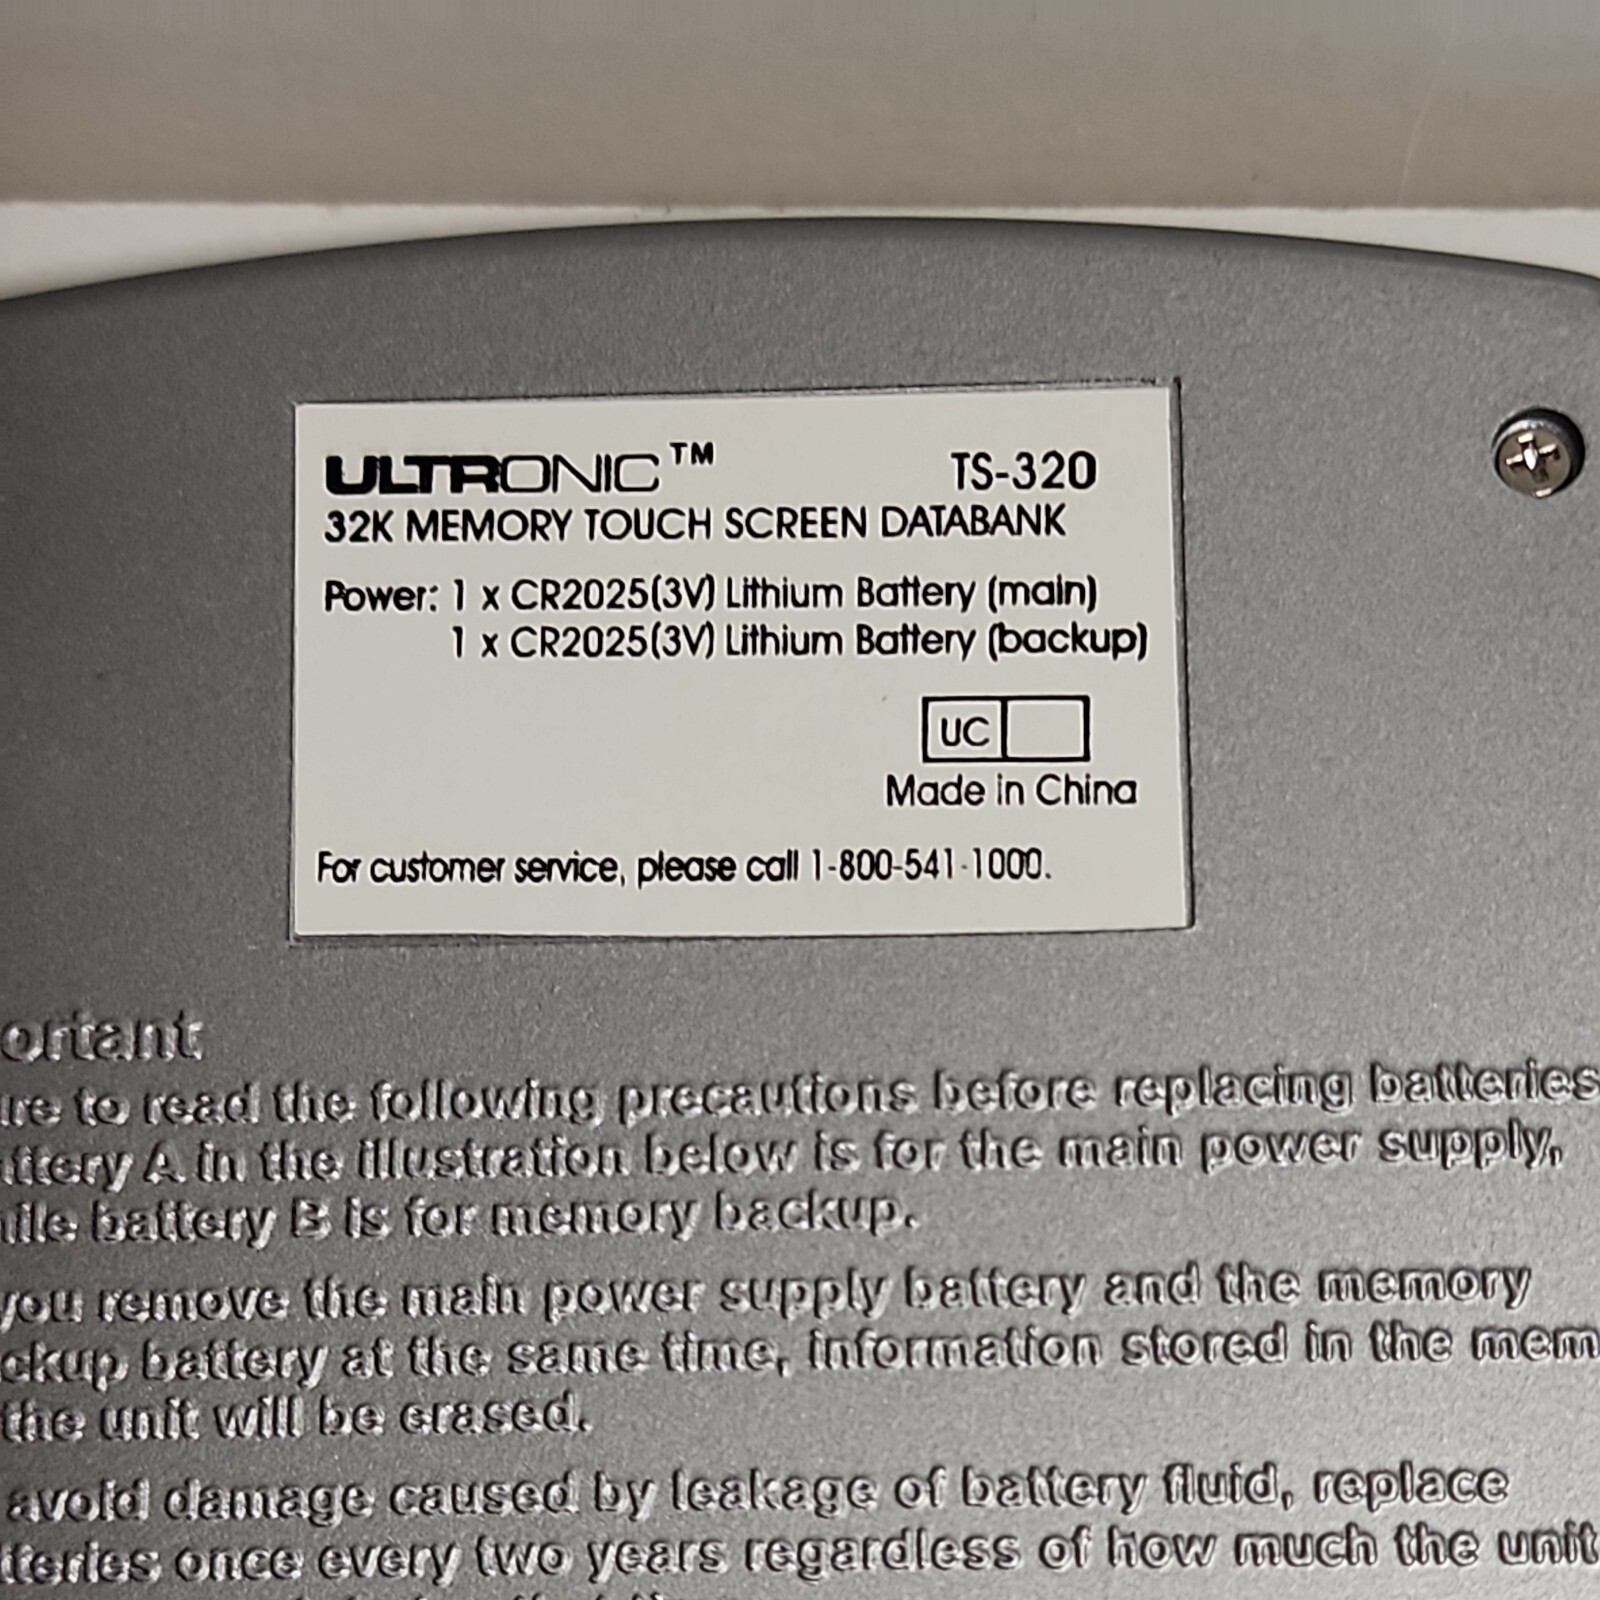 ULTRONIC™ TS-320
32K MEMORY TOUCH SCREEN DATABANK
Power: 1 x CR2025(3V) Lithium Battery (main)
1 x CR2025(3V) Lithium Battery (backup)
UC
Made in China
For customer service, please call 1-800-541-1000.
ortant
re to read the following precautions before replacing batteries
ttery A in the illustration below is for the main power supply,
ile battery B is for memory backup.
you remove the main power supply battery and the memory
ckup battery at the same time, information stored in the mem
the unit will be erased.
avoid damage caused by leakage of battery fluid, replace
tteries once every two years regardless of how much the unit